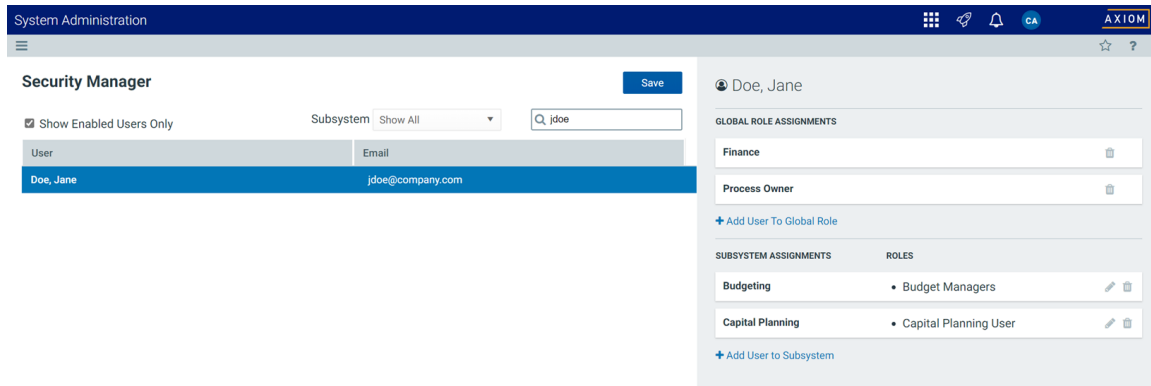 System Administration
CA
AXIOM
?
Security Manager
Save
Show Enabled Users Only
Subsystem Show All
jdoe
User Email
Doe, Jane jdoe@company.com
Doe, Jane
GLOBAL ROLE ASSIGNMENTS
Finance
Process Owner
+ Add User To Global Role
SUBSYSTEM ASSIGNMENTS ROLES
Budgeting • Budget Managers
Capital Planning • Capital Planning User
+ Add User to Subsystem